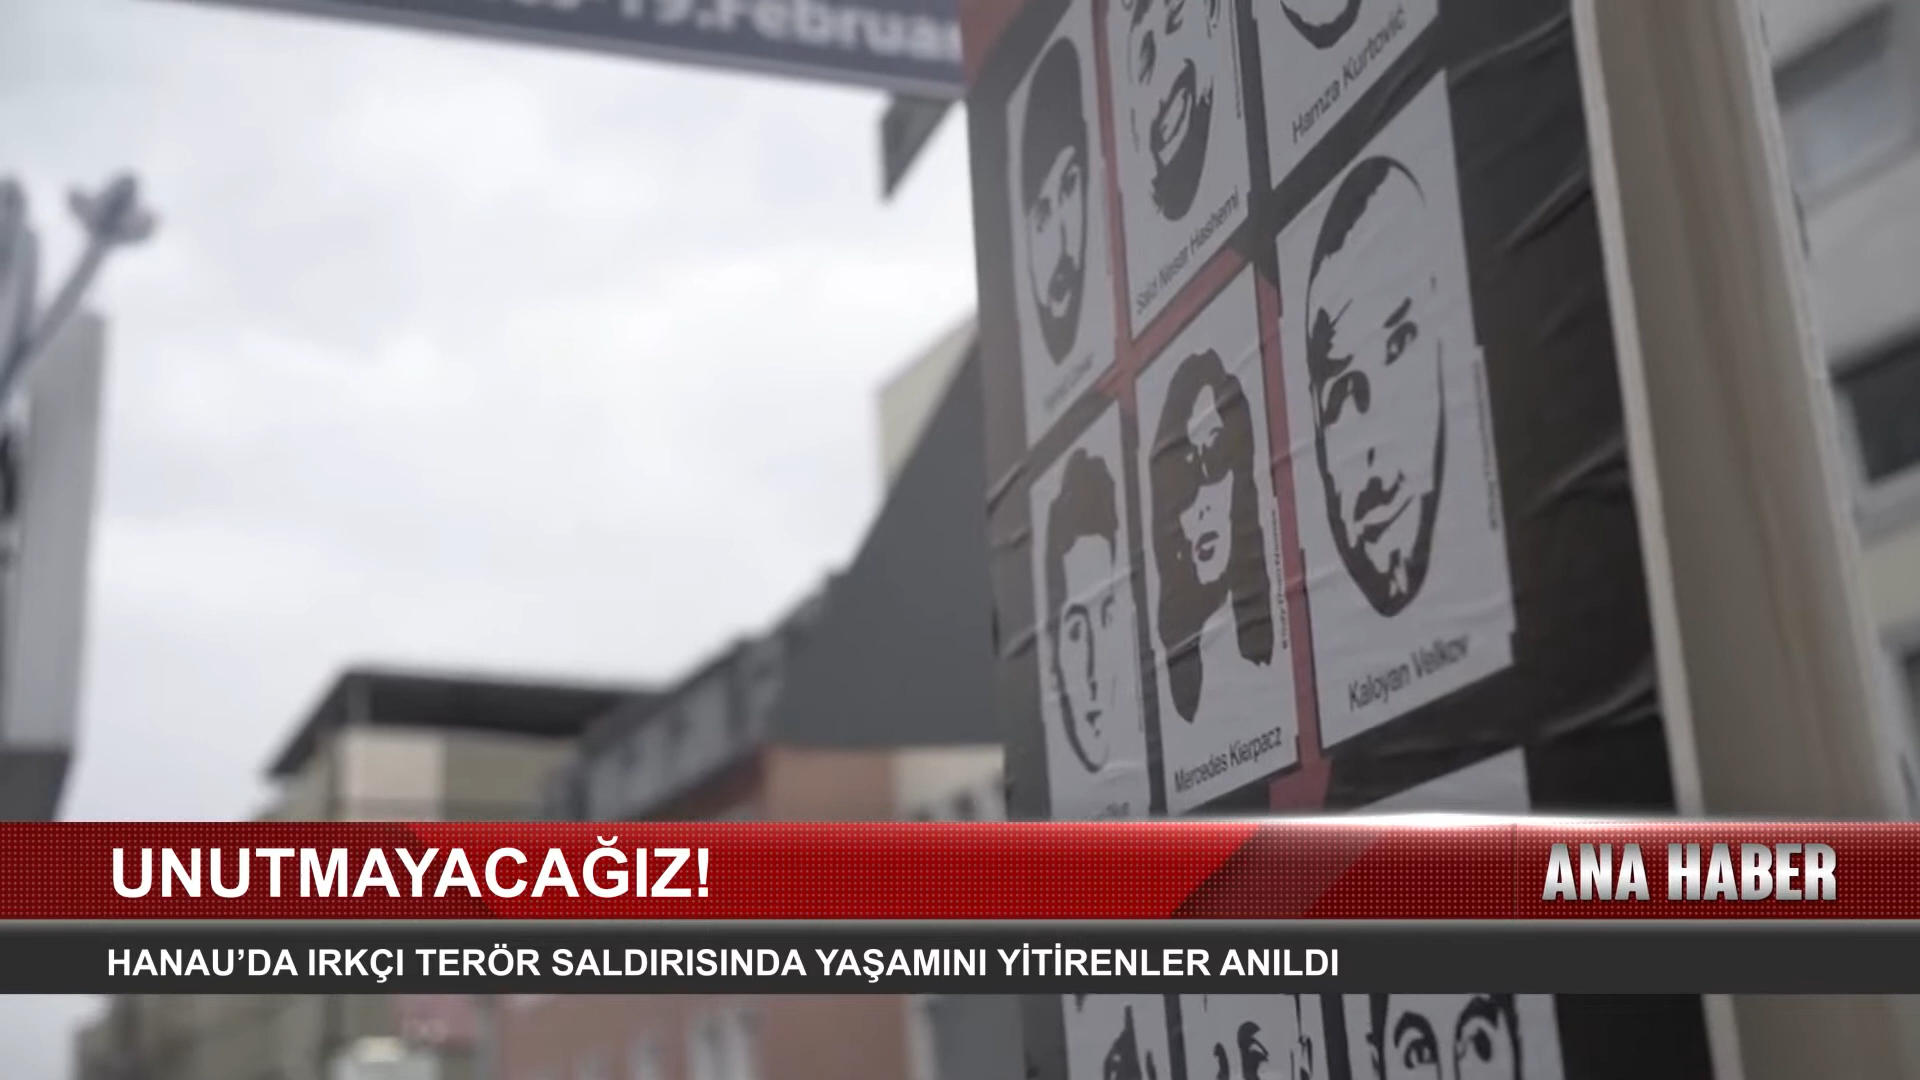 19.Februar
Hamza Kurtović
Said Nesar Hashemi
Kaloyan Velkov
Mercedes Kierpacz
UNUTMAYACAĞIZ!
ANA HABER
HANAU’DA IRKÇI TERÖR SALDIRISINDA YAŞAMINI YİTİRENLER ANILDI